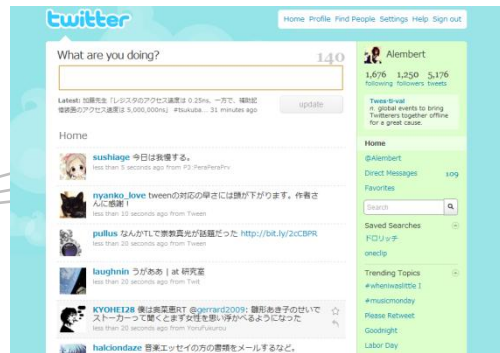 twitter
Home Profile Find People Settings Help Sign out
What are you doing?
140
Latest: 加藤先生「レジスタのアクセス速度は 0.25ns、一方で、補助記
憶装置のアクセス速度は 5,000,000ns」 #tsukuba... 31 minutes ago
update
Home
sushiage 今日は我慢する。
less than 5 seconds ago from P3:PeraPeraPrv
nyanko_love tweenの対応の早さには頭が下がります。作者さ
んに感謝！
less than 10 seconds ago from Tween
pullus なんかTLで崇教真光が話題だった http://bit.ly/2cCBPR
less than 20 seconds ago from Tween
laughnin うがああ | at 研究室
less than 20 seconds ago from Twit
KYOHEI28 僕は奥菜恵RT @gerrard2009: 雛形あき子のせいで
ストーカーって聞くとまず女性を思い浮かべるようになった
less than 20 seconds ago from YoruFukurou
halciondaze 音楽エッセイの方の書類をメールするなど。
Alembert
1,676 1,250 5,176
following followers tweets
Twes·ti·val
n. global events to bring
Twitterers together offline
for a great cause.
Home
@Alembert
Direct Messages 109
Favorites
Search
Saved Searches
ドロリッチ
oneclip
Trending Topics
#wheniwaslittle I
#musicmonday
Please Retweet
Goodnight
Labor Day